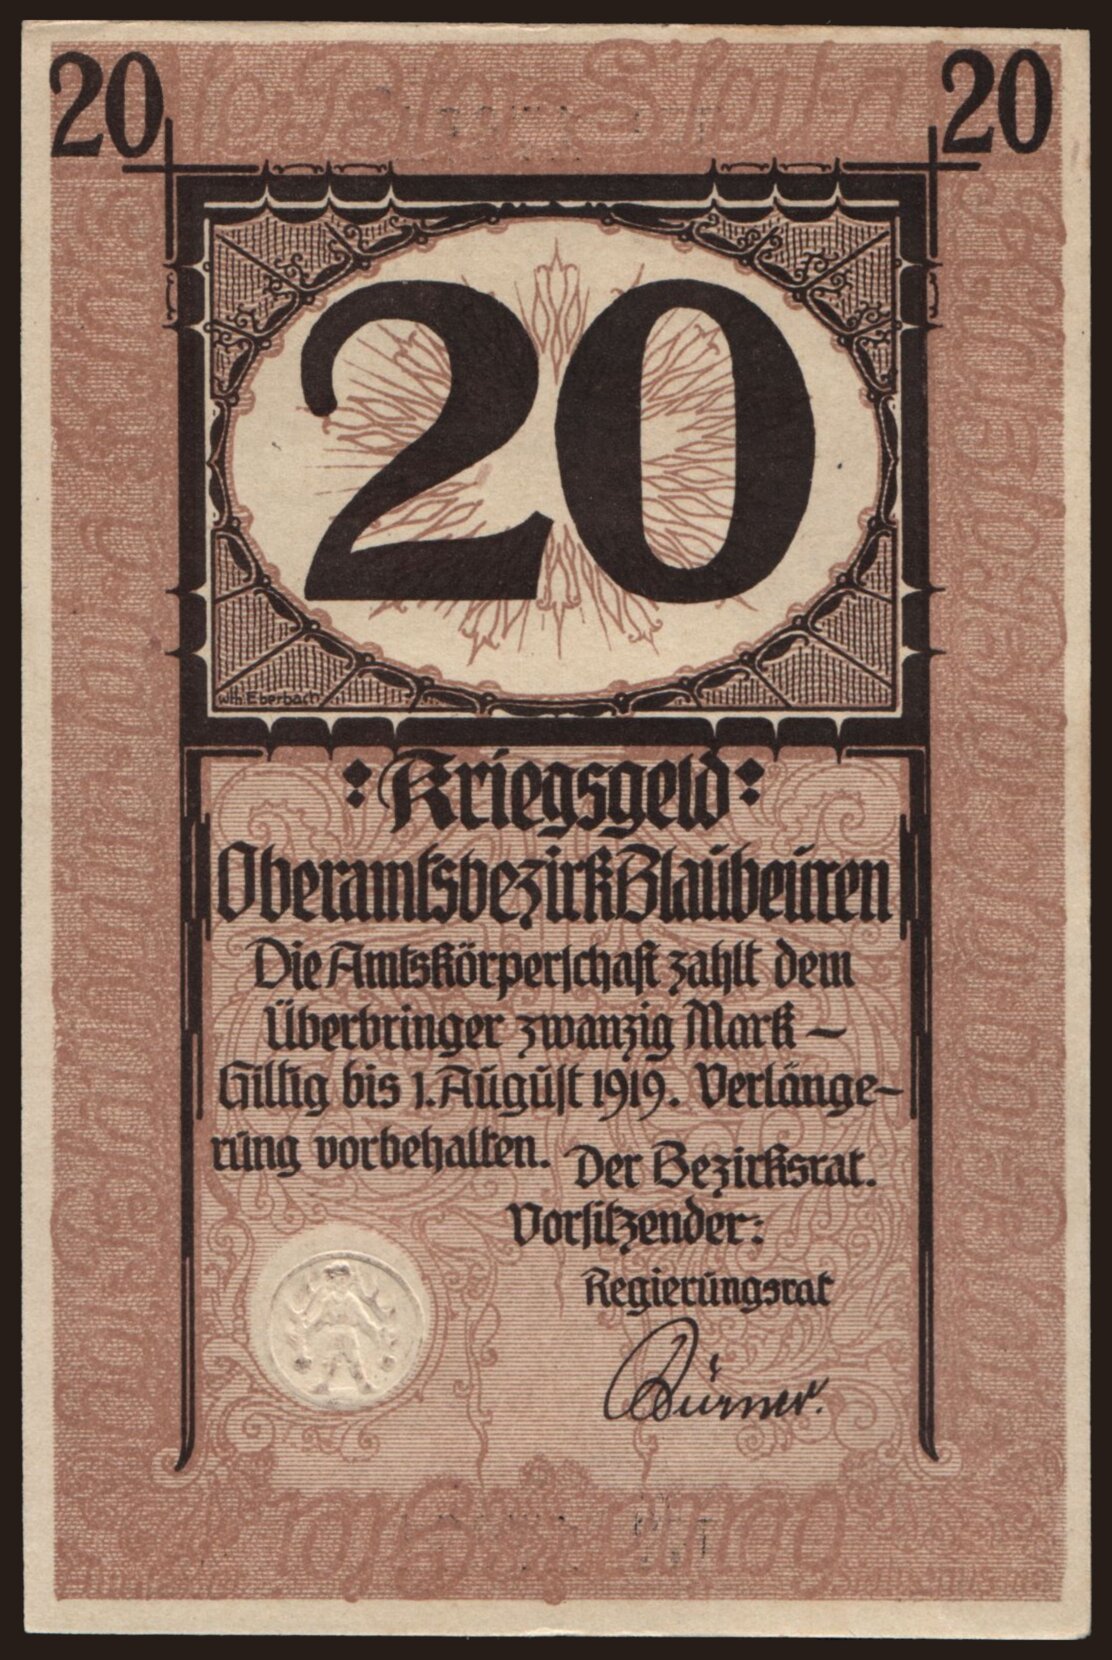 20 20
20
Wlh. Eberbach
Kriegsgeld
Oberamtsbezirk Blaubeuren
Die Amtskörperschaft zahlt dem
Überbringer zwanzig Mark –
Giltig bis 1. August 1919. Verlänge-
rung vorbehalten.
Der Bezirksrat.
Vorsitzender:
Regierungsrat